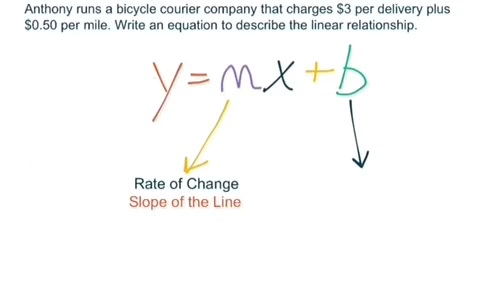 Anthony runs a bicycle courier company that charges $3 per delivery plus
$0.50 per mile. Write an equation to describe the linear relationship.
y = mx + b
Rate of Change
Slope of the Line